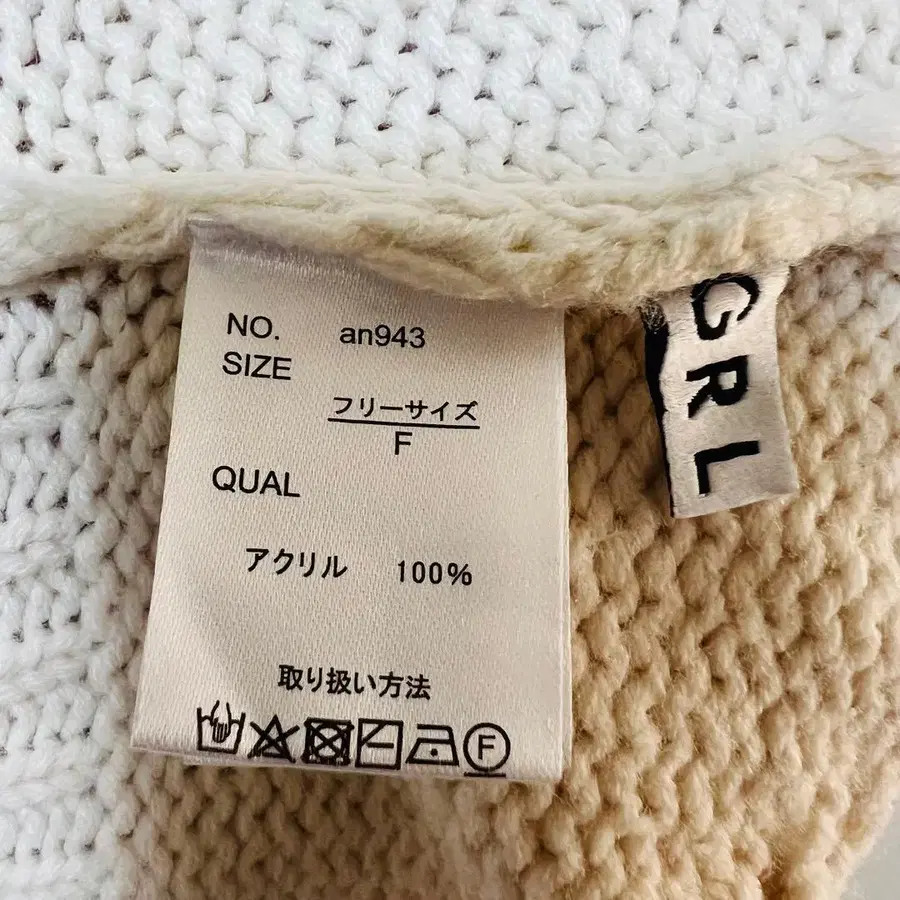 NO. an943
SIZE
フリーサイズ
F
QUAL
アクリル 100%
取り扱い方法
F
GRL